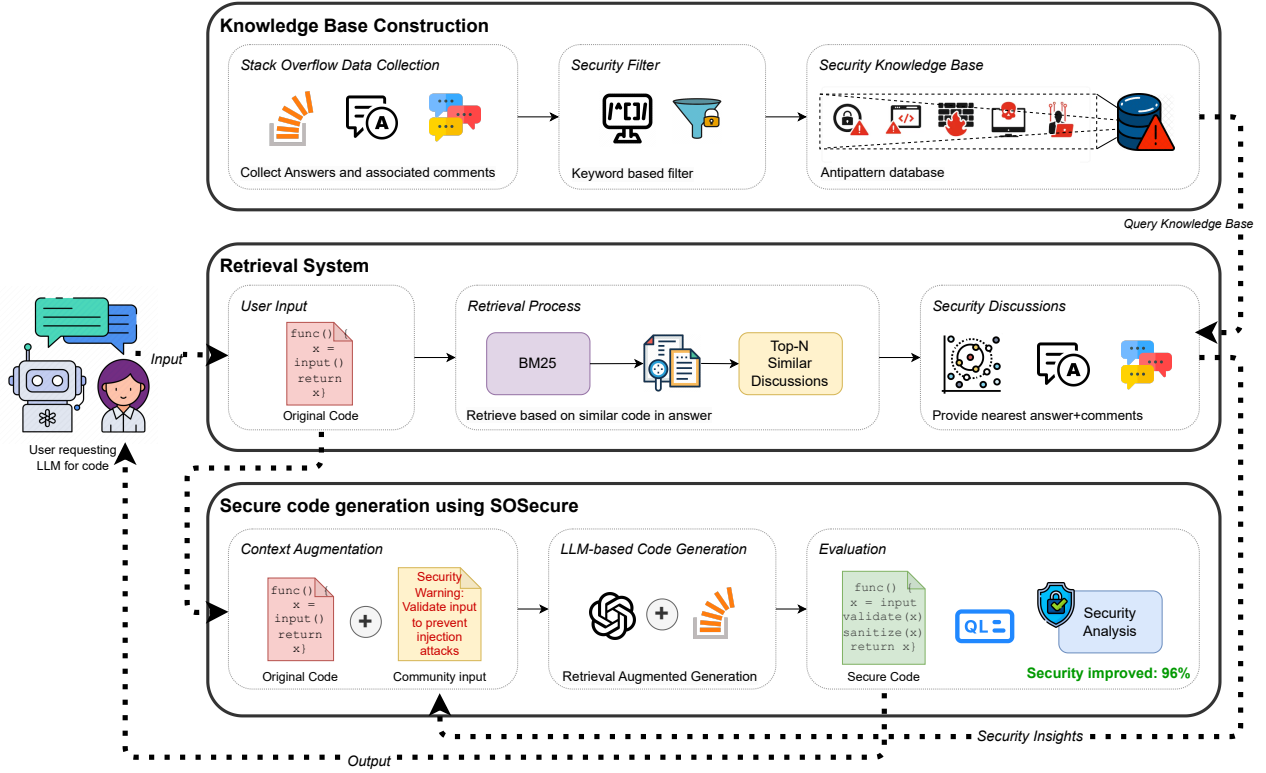 Knowledge Base Construction
Stack Overflow Data Collection
A
Collect Answers and associated comments
Security Filter
/*[]/
Keyword based filter
Security Knowledge Base
</>
Antipattern database
Query Knowledge Base
Retrieval System
User requesting
LLM for code
Input
User Input
func() {
x =
input()
return
x}
Original Code
Retrieval Process
BM25
Top-N
Similar
Discussions
Retrieve based on similar code in answer
Security Discussions
A
Provide nearest answer+comments
Secure code generation using SOSecure
Context Augmentation
func() {
x =
input()
return
x}
Original Code
+
Security
Warning:
Validate input
to prevent
injection
attacks
Community input
LLM-based Code Generation
+
Retrieval Augmented Generation
Evaluation
func() {
x = input
validate(x)
sanitize(x)
return x}
Secure Code
QL
Security
Analysis
Security improved: 96%
Security Insights
Output